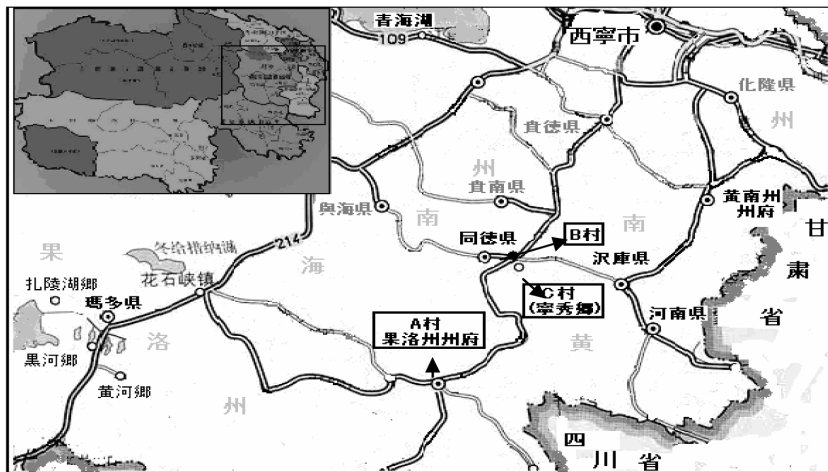 青海湖
西寧市
109
化隆県
貴徳県
州
州
貴南県
黄南州
州府
甘
粛
省
興海県
南
南
B村
同徳県
沢庫県
果
冬给措纳湖
214
海
扎陵湖郷
花石峡镇
C村
(寧秀郷)
河南県
瑪多県
A村
果洛州州府
黄
洛
黒河郷
黄河郷
州
四
川
省